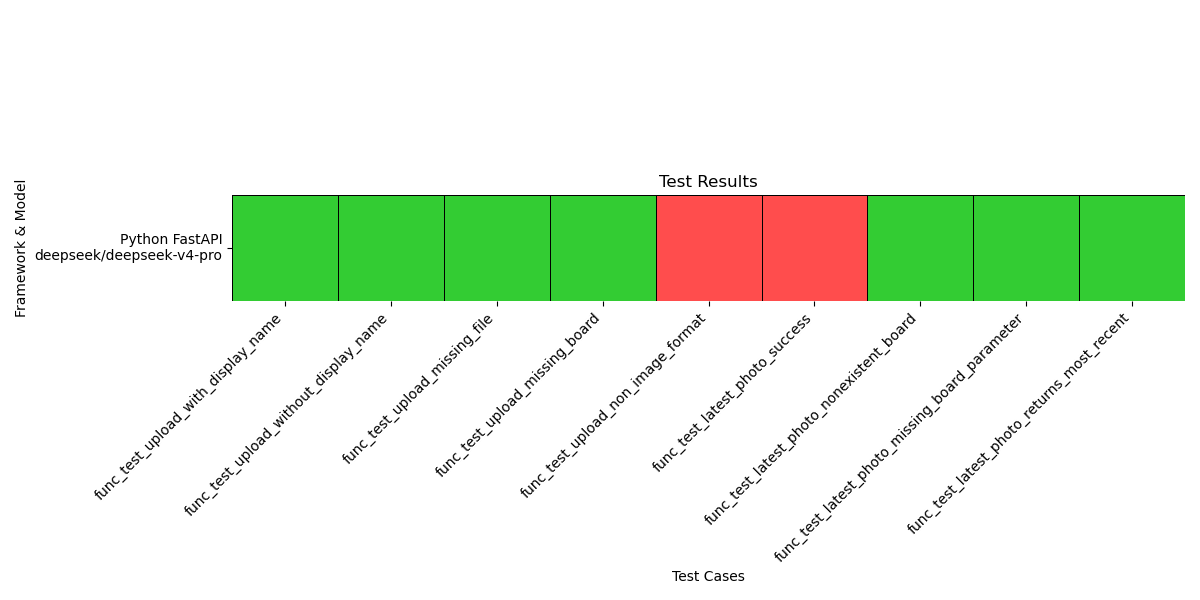 Test Results
Framework & Model
Python FastAPI
deepseek/deepseek-v4-pro
func_test_upload_with_display_name
func_test_upload_without_display_name
func_test_upload_missing_file
func_test_upload_missing_board
func_test_upload_non_image_format
func_test_latest_photo_success
func_test_latest_photo_nonexistent_board
func_test_latest_photo_missing_board_parameter
func_test_latest_photo_returns_most_recent
Test Cases